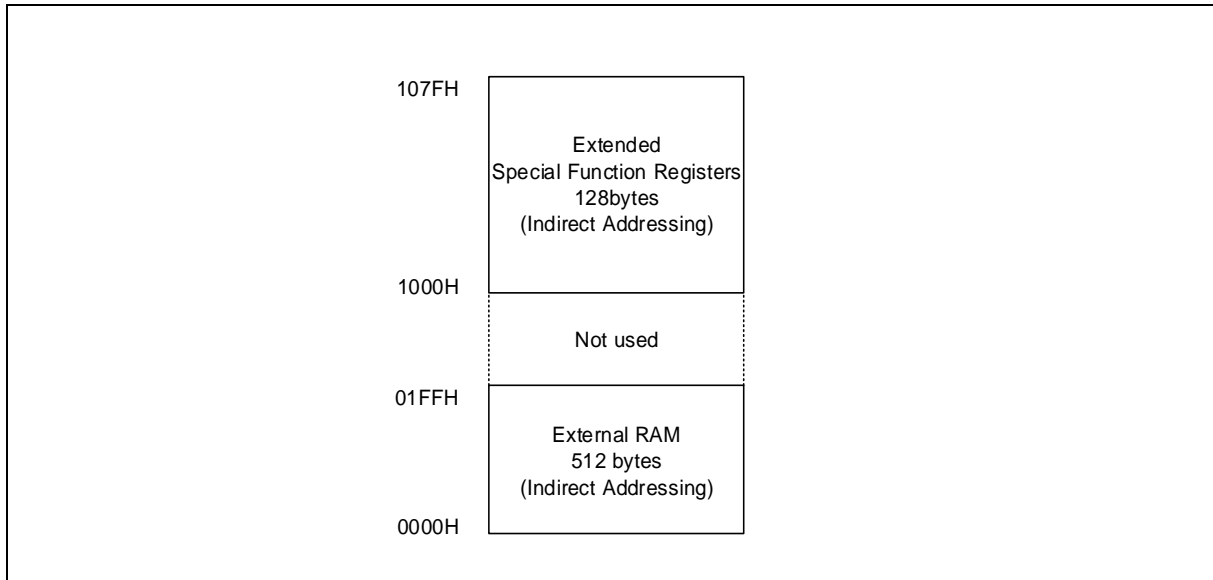 107FH
Extended
Special Function Registers
128bytes
(Indirect Addressing)
1000H
Not used
01FFH
External RAM
512 bytes
(Indirect Addressing)
0000H